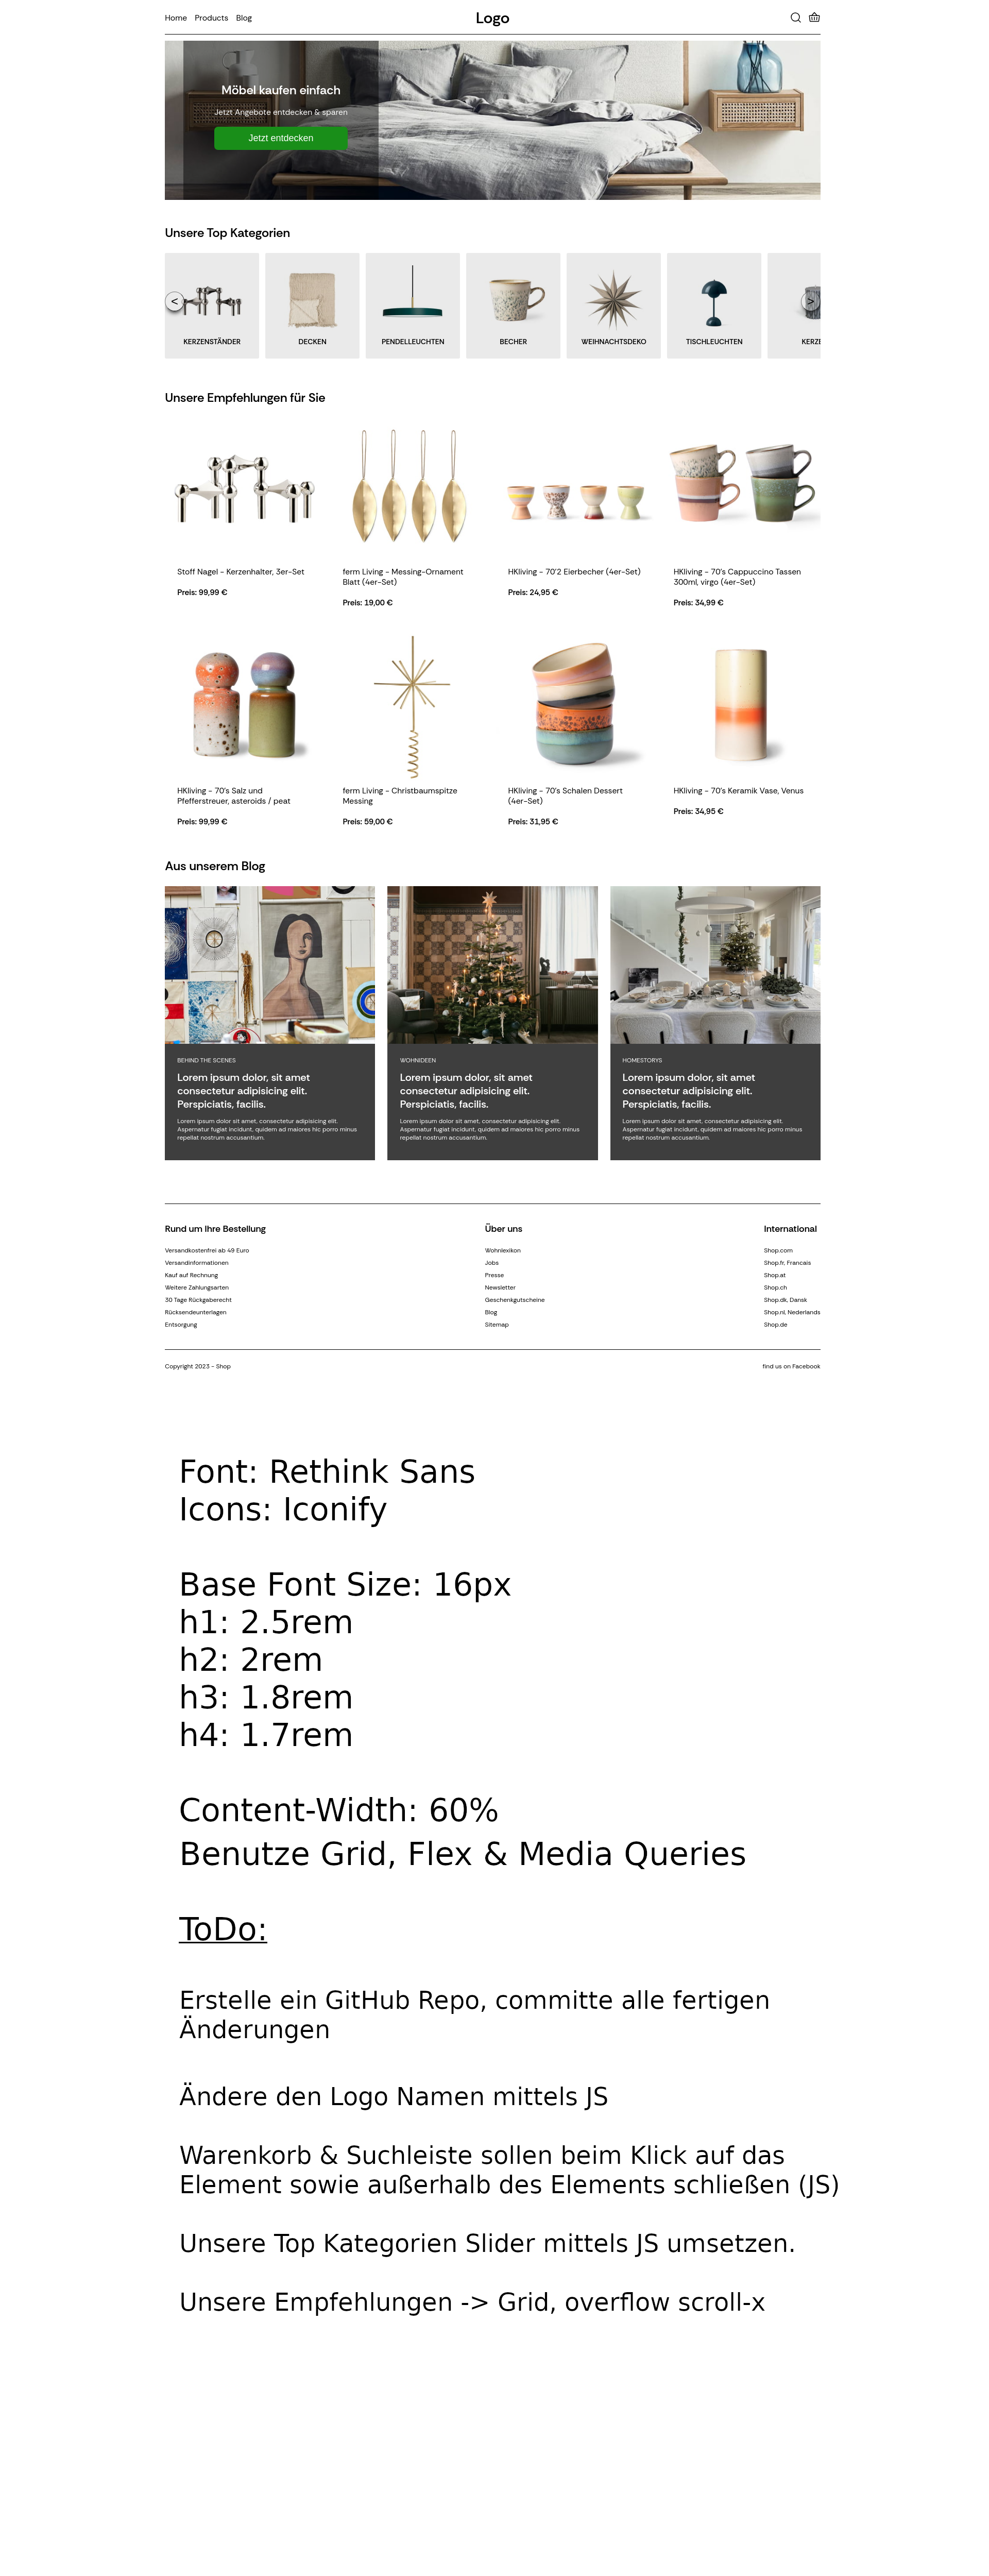 Home Products Blog
Logo
Möbel kaufen einfach
Jetzt Angebote entdecken & sparen
Jetzt entdecken
Unsere Top Kategorien
< >
KERZENSTÄNDER DECKEN PENDELLEUCHTEN BECHER WEIHNACHTSDEKO TISCHLEUCHTEN KERZE
Unsere Empfehlungen für Sie
Stoff Nagel - Kerzenhalter, 3er-Set
Preis: 99,99 €
ferm Living - Messing-Ornament
Blatt (4er-Set)
Preis: 19,00 €
HKliving - 70'2 Eierbecher (4er-Set)
Preis: 24,95 €
HKliving - 70's Cappuccino Tassen
300ml, virgo (4er-Set)
Preis: 34,99 €
HKliving - 70's Salz und
Pfefferstreuer, asteroids / peat
Preis: 99,99 €
ferm Living - Christbaumspitze
Messing
Preis: 59,00 €
HKliving - 70's Schalen Dessert
(4er-Set)
Preis: 31,95 €
HKliving - 70's Keramik Vase, Venus
Preis: 34,95 €
Aus unserem Blog
BEHIND THE SCENES
Lorem ipsum dolor, sit amet
consectetur adipisicing elit.
Perspiciatis, facilis.
Lorem ipsum dolor sit amet, consectetur adipisicing elit.
Aspernatur fugiat incidunt, quidem ad maiores hic porro minus
repellat nostrum accusantium.
WOHNIDEEN
Lorem ipsum dolor, sit amet
consectetur adipisicing elit.
Perspiciatis, facilis.
Lorem ipsum dolor sit amet, consectetur adipisicing elit.
Aspernatur fugiat incidunt, quidem ad maiores hic porro minus
repellat nostrum accusantium.
HOMESTORYS
Lorem ipsum dolor, sit amet
consectetur adipisicing elit.
Perspiciatis, facilis.
Lorem ipsum dolor sit amet, consectetur adipisicing elit.
Aspernatur fugiat incidunt, quidem ad maiores hic porro minus
repellat nostrum accusantium.
Rund um Ihre Bestellung
Versandkostenfrei ab 49 Euro
Versandinformationen
Kauf auf Rechnung
Weitere Zahlungsarten
30 Tage Rückgaberecht
Rücksendeunterlagen
Entsorgung
Über uns
Wohnlexikon
Jobs
Presse
Newsletter
Geschenkgutscheine
Blog
Sitemap
International
Shop.com
Shop.fr, Francais
Shop.at
Shop.ch
Shop.dk, Dansk
Shop.nl, Nederlands
Shop.de
Copyright 2023 - Shop
find us on Facebook
Font: Rethink Sans
Icons: Iconify
Base Font Size: 16px
h1: 2.5rem
h2: 2rem
h3: 1.8rem
h4: 1.7rem
Content-Width: 60%
Benutze Grid, Flex & Media Queries
ToDo:
Erstelle ein GitHub Repo, committe alle fertigen
Änderungen
Ändere den Logo Namen mittels JS
Warenkorb & Suchleiste sollen beim Klick auf das
Element sowie außerhalb des Elements schließen (JS)
Unsere Top Kategorien Slider mittels JS umsetzen.
Unsere Empfehlungen -> Grid, overflow scroll-x